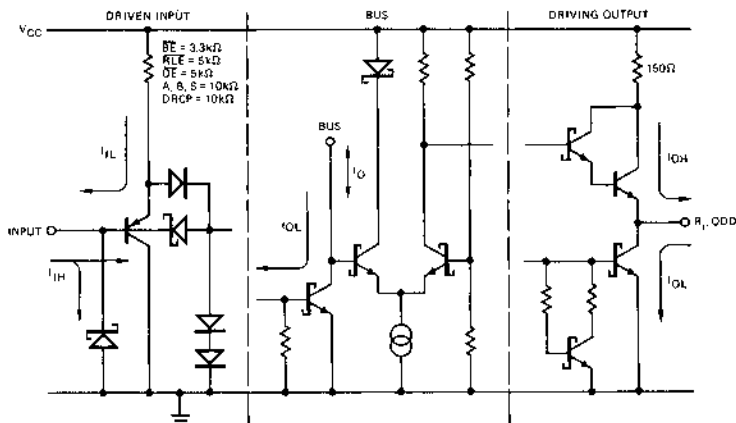 DRIVEN INPUT
BUS
DRIVING OUTPUT
VCC
BE = 3.3kΩ
RLE = 5kΩ
OE = 5kΩ
A, B, S = 10kΩ
DRCP = 10kΩ
150Ω
BUS
IIL
IO
IOH
INPUT
IOL
Ri, ODD
IIH
IOL